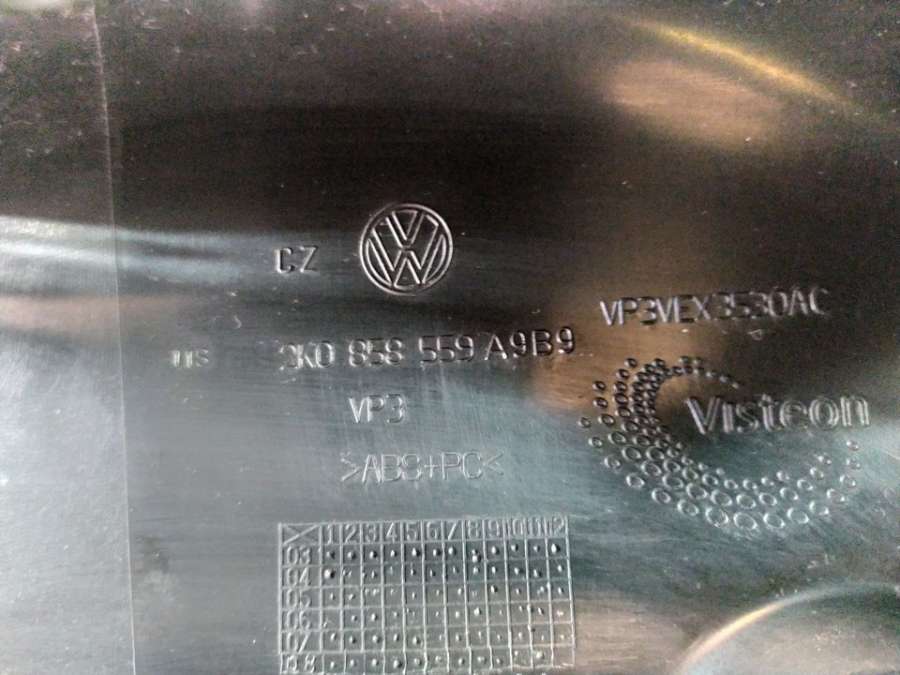 CZ
VP3VEX3530AC
3K0 858 559 A9B9
VP3
Visteon
>ABS+PC<
1 2 3 4 5 6 7 8 9 10 11 12
03
04
05
06
07
08